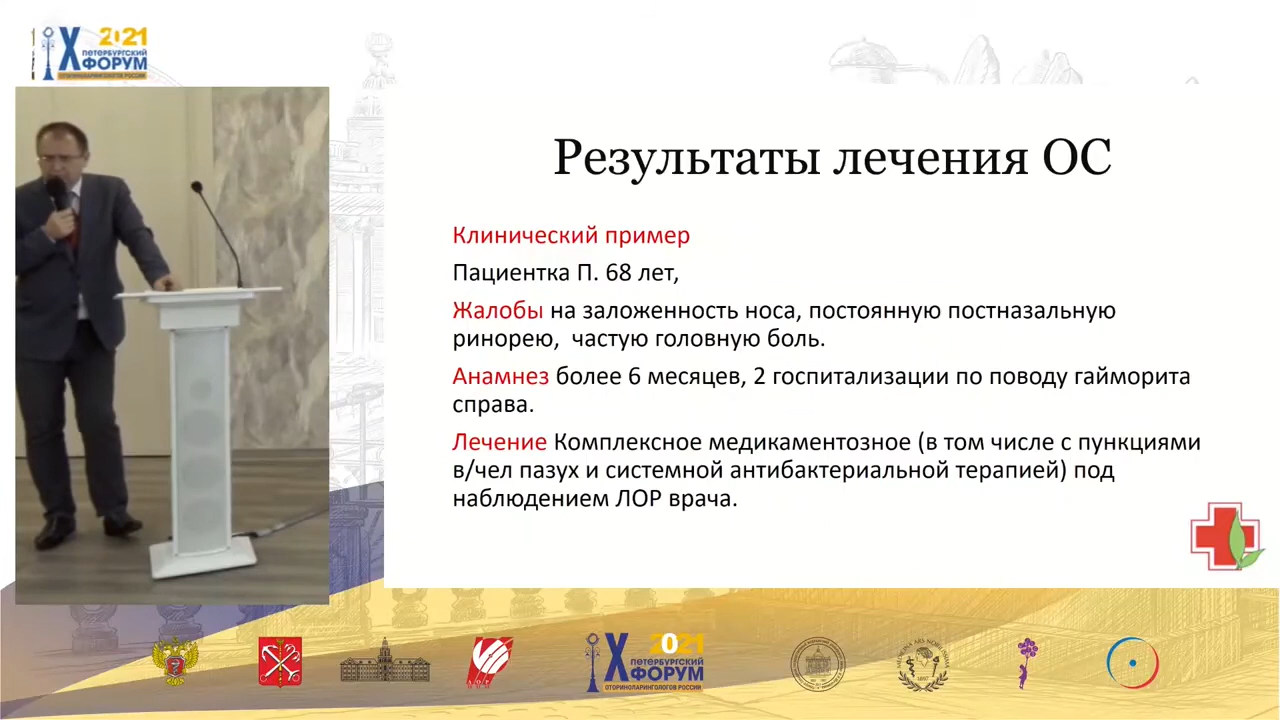 X 2021
ПЕТЕРБУРГСКИЙ
ФОРУМ
ОТОРИНОЛАРИНГОЛОГОВ РОССИИ
Результаты лечения ОС
Клинический пример
Пациентка П. 68 лет,
Жалобы на заложенность носа, постоянную постназальную
ринорею, частую головную боль.
Анамнез более 6 месяцев, 2 госпитализации по поводу гайморита
справа.
Лечение Комплексное медикаментозное (в том числе с пункциями
в/чел пазух и системной антибактериальной терапией) под
наблюдением ЛОР врача.
X 2021
ПЕТЕРБУРГСКИЙ
ФОРУМ
ОТОРИНОЛАРИНГОЛОГОВ РОССИИ